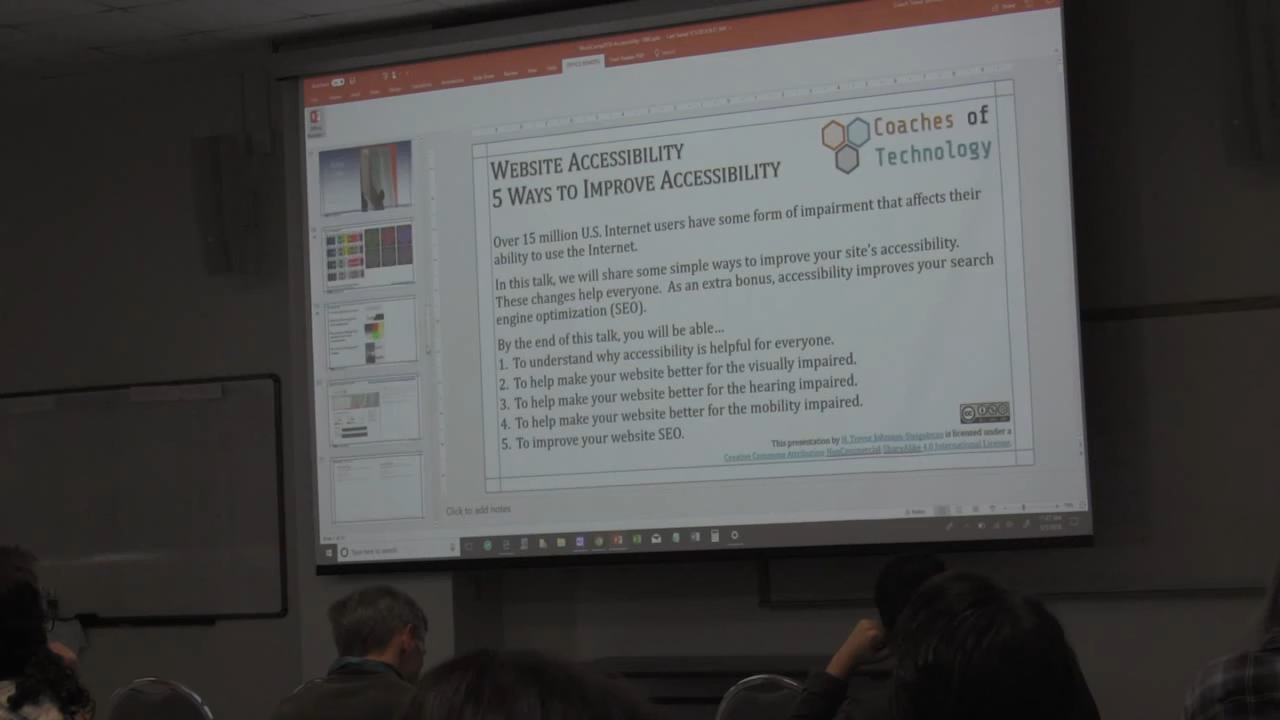 OFFICE REMOTE
Coaches of
Technology
WEBSITE ACCESSIBILITY
5 WAYS TO IMPROVE ACCESSIBILITY
Over 15 million U.S. Internet users have some form of impairment that affects their
ability to use the Internet.
In this talk, we will share some simple ways to improve your site's accessibility.
These changes help everyone. As an extra bonus, accessibility improves your search
engine optimization (SEO).
By the end of this talk, you will be able...
1. To understand why accessibility is helpful for everyone.
2. To help make your website better for the visually impaired.
3. To help make your website better for the hearing impaired.
4. To help make your website better for the mobility impaired.
5. To improve your website SEO.
This presentation by is licensed under a
Creative Commons Attribution NonCommercial ShareAlike 4.0 International License.
Click to add notes
Type here to search